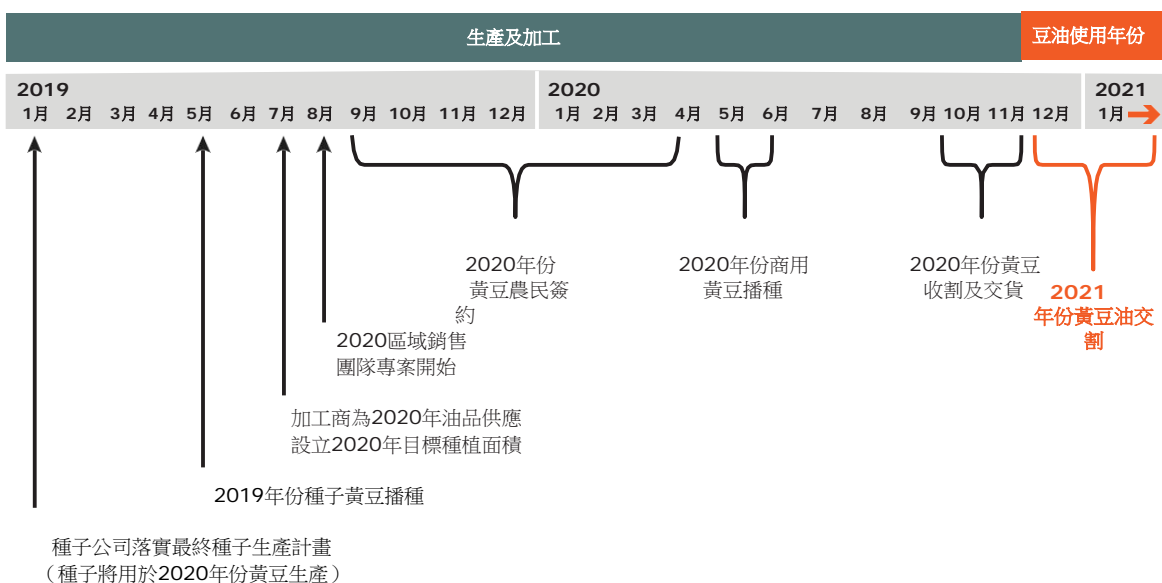 生產及加工
豆油使用年份
2019
2020
2021
1月 2月 3月 4月 5月 6月 7月 8月 9月 10月 11月 12月 1月 2月 3月 4月 5月 6月 7月 8月 9月 10月 11月 12月 1月
2020年份
黃豆農民簽
約
2020年份商用
黃豆播種
2020年份黃豆
收割及交貨
2021
年份黃豆油交
割
2020區域銷售
團隊專案開始
加工商為2020年油品供應
設立2020年目標種植面積
2019年份種子黃豆播種
種子公司落實最終種子生產計畫
（種子將用於2020年份黃豆生產）